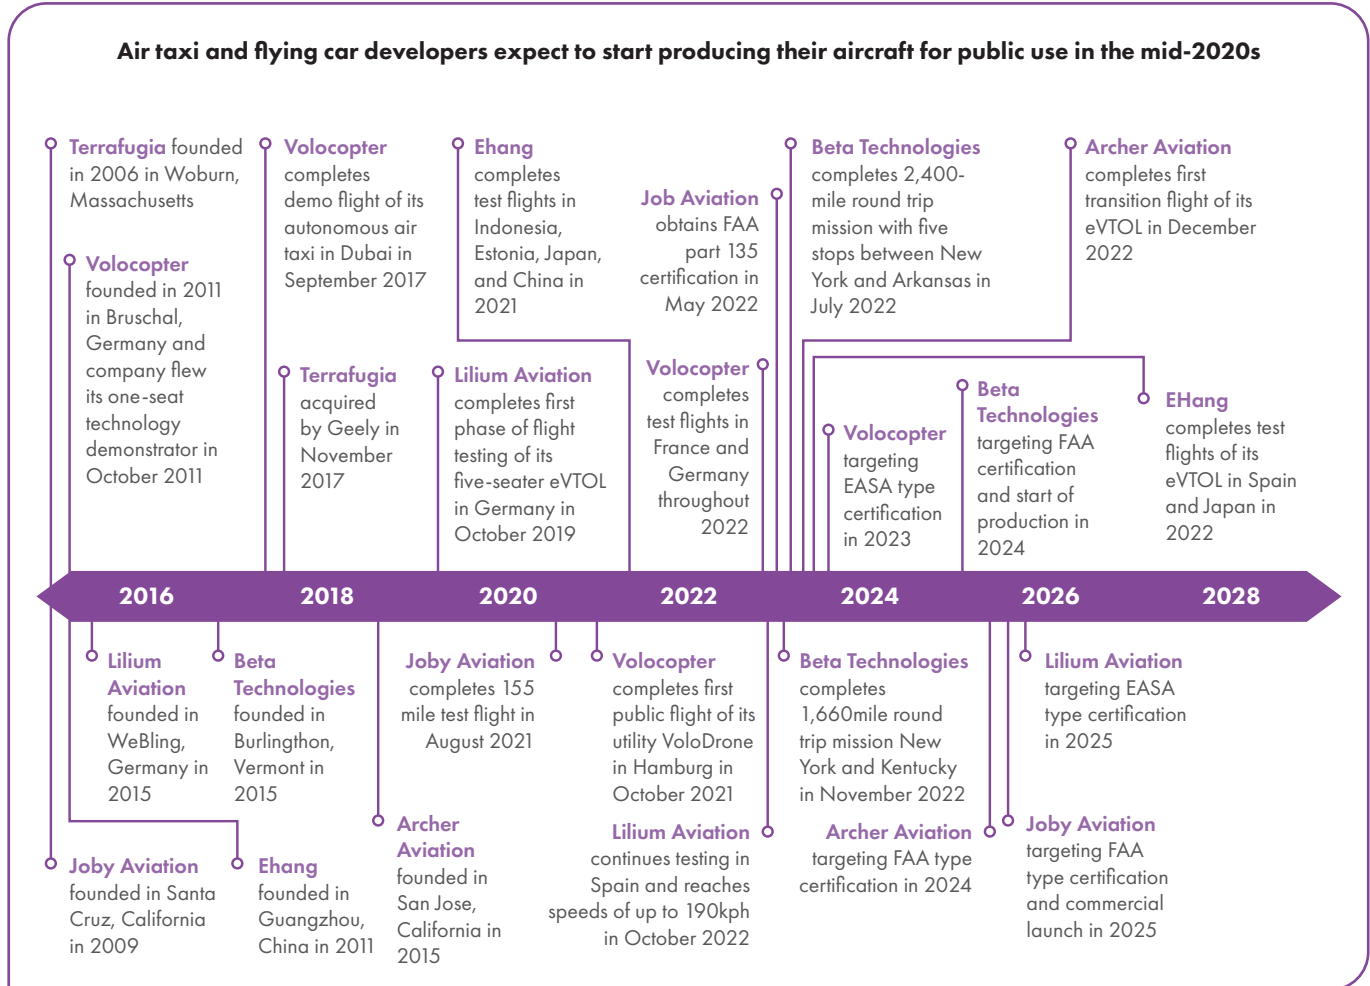 Air taxi and flying car developers expect to start producing their aircraft for public use in the mid-2020s
Terrafugia founded
in 2006 in Woburn,
Massachusetts
Volocopter
founded in 2011
in Bruschal,
Germany and
company flew
its one-seat
technology
demonstrator in
October 2011
Volocopter
completes
demo flight of its
autonomous air
taxi in Dubai in
September 2017
Terrafugia
acquired
by Geely in
November
2017
Ehang
completes
test flights in
Indonesia,
Estonia, Japan,
and China in
2021
Lilium Aviation
completes first
phase of flight
testing of its
five-seater eVTOL
in Germany in
October 2019
Job Aviation
obtains FAA
part 135
certification in
May 2022
Volocopter
completes
test flights in
France and
Germany
throughout
2022
Beta Technologies
completes 2,400-
mile round trip
mission with five
stops between New
York and Arkansas in
July 2022
Volocopter
targeting
EASA type
certification
in 2023
Beta
Technologies
targeting FAA
certification
and start of
production in
2024
Archer Aviation
completes first
transition flight of its
eVTOL in December
2022
EHang
completes test
flights of its
eVTOL in Spain
and Japan in
2022
2016 2018 2020 2022 2024 2026 2028
Lilium
Aviation
founded in
WeBling,
Germany in
2015
Joby Aviation
founded in Santa
Cruz, California
in 2009
Beta
Technologies
founded in
Burlingthon,
Vermont in
2015
Ehang
founded in
Guangzhou,
China in 2011
Archer
Aviation
founded in
San Jose,
California in
2015
Joby Aviation
completes 155
mile test flight in
August 2021
Volocopter
completes first
public flight of its
utility VoloDrone
in Hamburg in
October 2021
Lilium Aviation
continues testing in
Spain and reaches
speeds of up to 190kph
in October 2022
Beta Technologies
completes
1,660mile round
trip mission New
York and Kentucky
in November 2022
Archer Aviation
targeting FAA type
certification in 2024
Lilium Aviation
targeting EASA
type certification
in 2025
Joby Aviation
targeting FAA
type certification
and commercial
launch in 2025